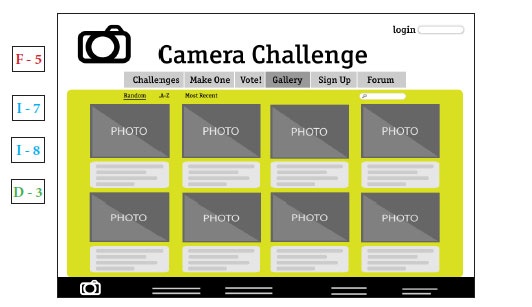 login
F - 5
Camera Challenge
Challenges Make One Vote! Gallery Sign Up Forum
Random A-Z Most Recent
I - 7
PHOTO PHOTO PHOTO PHOTO
I - 8
D - 3
PHOTO PHOTO PHOTO PHOTO